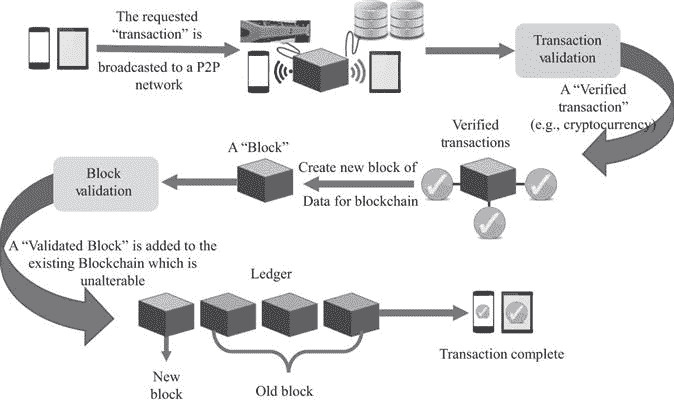 The requested
"transaction" is
broadcasted to a P2P
network
Transaction
validation
A "Verified
transaction"
(e.g., cryptocurrency)
Verified
transactions
Create new block of
Data for blockchain
A "Block"
Block
validation
A "Validated Block" is added to the
existing Blockchain which is
unalterable
Ledger
New
block
Old block
Transaction complete